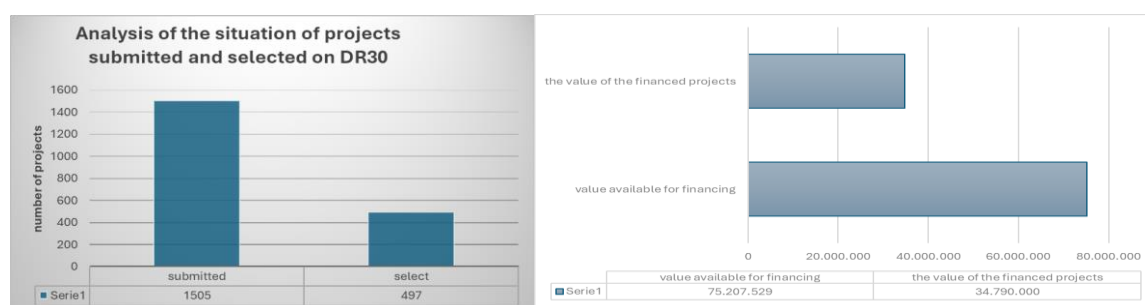 Analysis of the situation of projects
submitted and selected on DR30
number of projects
1600
1400
1200
1000
800
600
400
200
0
submitted select
Serie1 1505 497
the value of the financed projects
value available for financing
0 20.000.000 40.000.000 60.000.000 80.000.000
value available for financing the value of the financed projects
Serie1 75.207.529 34.790.000